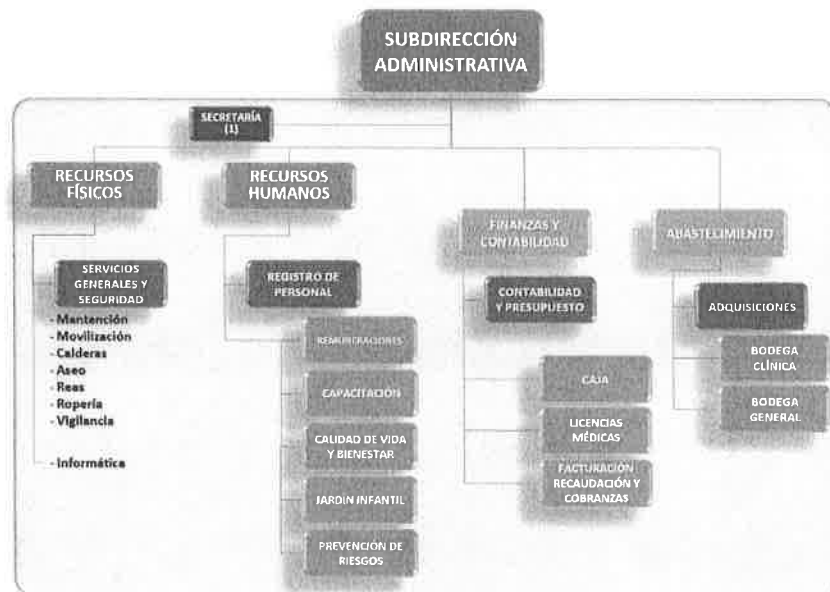 SUBDIRECCIÓN
ADMINISTRATIVA
SECRETARÍA
(1)
RECURSOS
FÍSICOS
SERVICIOS
GENERALES Y
SEGURIDAD
- Mantención
- Movilización
- Calderas
- Aseo
- Reas
- Ropería
- Vigilancia
- Informática
RECURSOS
HUMANOS
REGISTRO DE
PERSONAL
REMUNERACIONES
CAPACITACIÓN
CALIDAD DE VIDA
Y BIENESTAR
JARDÍN INFANTIL
PREVENCIÓN DE
RIESGOS
FINANZAS Y
CONTABILIDAD
CONTABILIDAD
Y PRESUPUESTO
CAJA
LICENCIAS
MÉDICAS
FACTURACIÓN
RECAUDACIÓN Y
COBRANZAS
ABASTECIMIENTO
ADQUISICIONES
BODEGA
CLÍNICA
BODEGA
GENERAL